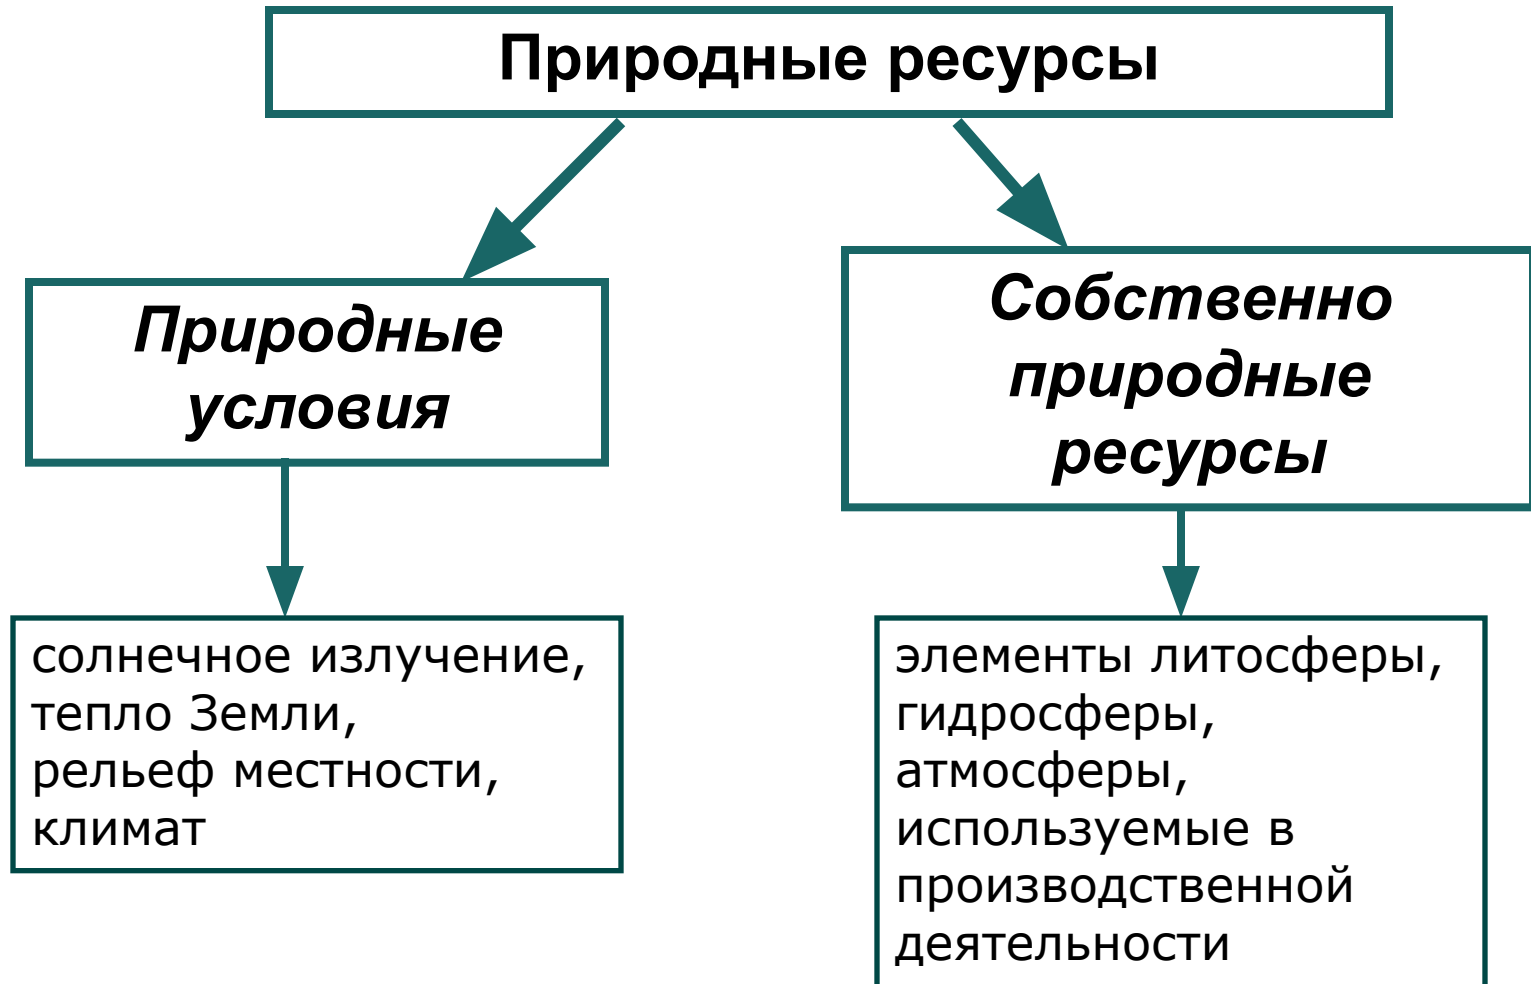 Природные ресурсы
Природные
условия
Собственно
природные
ресурсы
солнечное излучение,
тепло Земли,
рельеф местности,
климат
элементы литосферы,
гидросферы,
атмосферы,
используемые в
производственной
деятельности